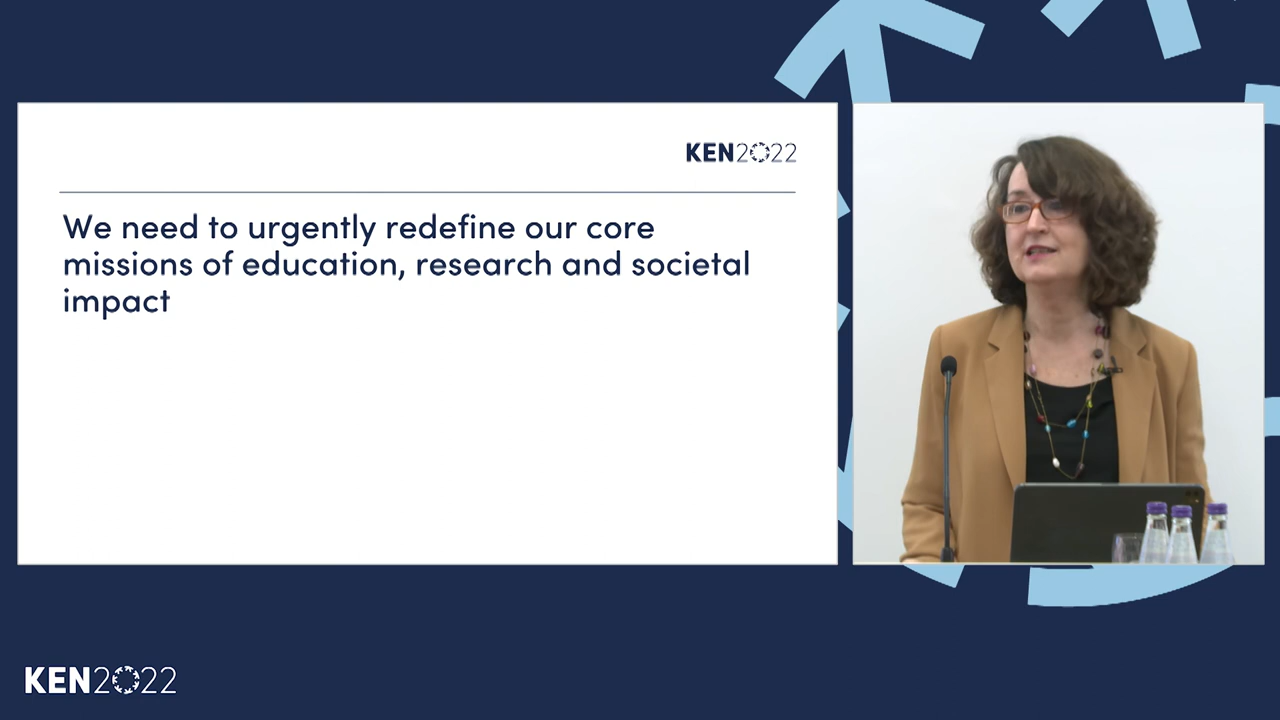 KEN2022
We need to urgently redefine our core
missions of education, research and societal
impact
KEN2022